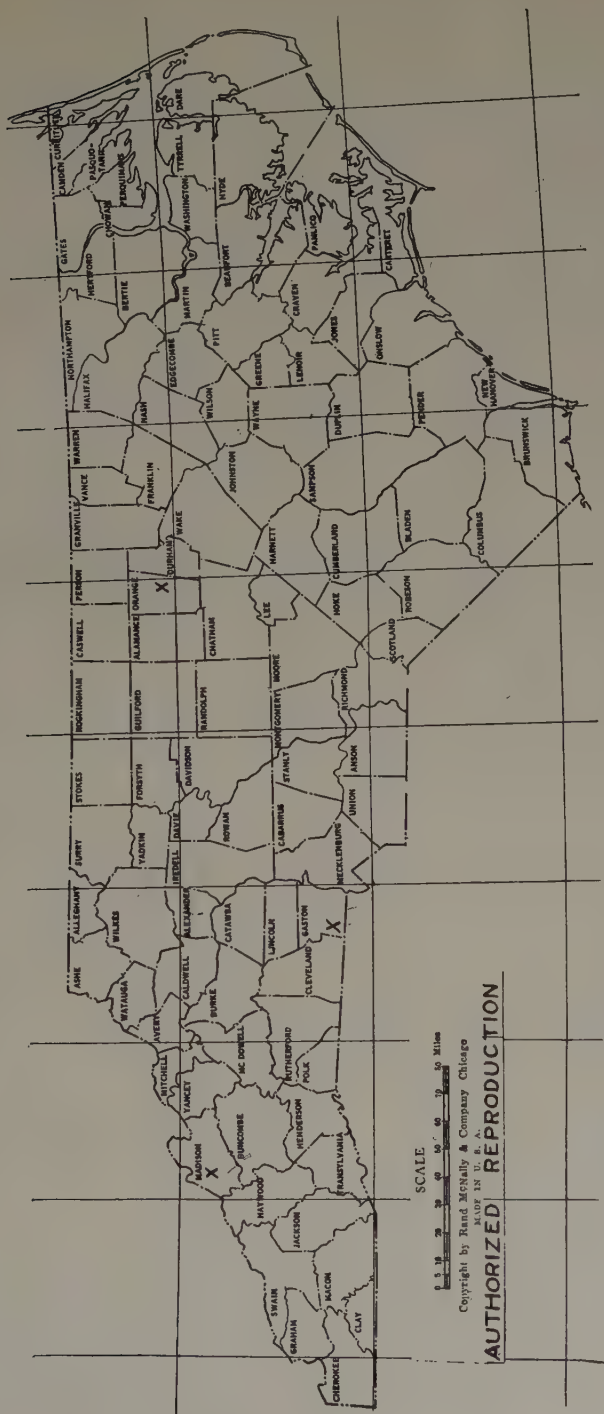 CURRITUCK
CAMDEN
PASQUO-
TANK
PERQUIMANS
CHOWAN
GATES
HERTFORD
BERTIE
NORTHAMPTON
HALIFAX
WARREN
VANCE
GRANVILLE
PERSON
CASWELL
ROCKINGHAM
STOKES
SURRY
ALLEGHANY
ASHE
DARE
TYRRELL
WASHINGTON
MARTIN
EDGECOMBE
NASH
FRANKLIN
WAKE
DURHAM
ORANGE
X
ALAMANCE
GUILFORD
FORSYTH
YADKIN
WILKES
WATAUGA
AVERY
MITCHELL
YANCEY
MADISON
X
HYDE
BEAUFORT
PITT
WILSON
JOHNSTON
CHATHAM
RANDOLPH
DAVIDSON
DAVIE
IREDELL
ALEXANDER
CALDWELL
BURKE
MC DOWELL
BUNCOMBE
HAYWOOD
SWAIN
GRAHAM
CHEROKEE
PAMLICO
CRAVEN
GREENE
LENOIR
WAYNE
HARNETT
LEE
MOORE
MONTGOMERY
STANLY
ROWAN
CABARRUS
CATAWBA
LINCOLN
GASTON
X
CLEVELAND
RUTHERFORD
POLK
HENDERSON
TRANSYLVANIA
JACKSON
MACON
CLAY
CARTERET
JONES
ONSLOW
DUPLIN
SAMPSON
CUMBERLAND
HOKE
SCOTLAND
RICHMOND
ANSON
UNION
MECKLENBURG
PENDER
NEW
HANOVER
BRUNSWICK
BLADEN
COLUMBUS
ROBESON
SCALE
0 5 10 20 30 40 50 60 70 80 Miles
Copyright by Rand McNally & Company Chicago
MADE IN U. S. A.
AUTHORIZED REPRODUCTION